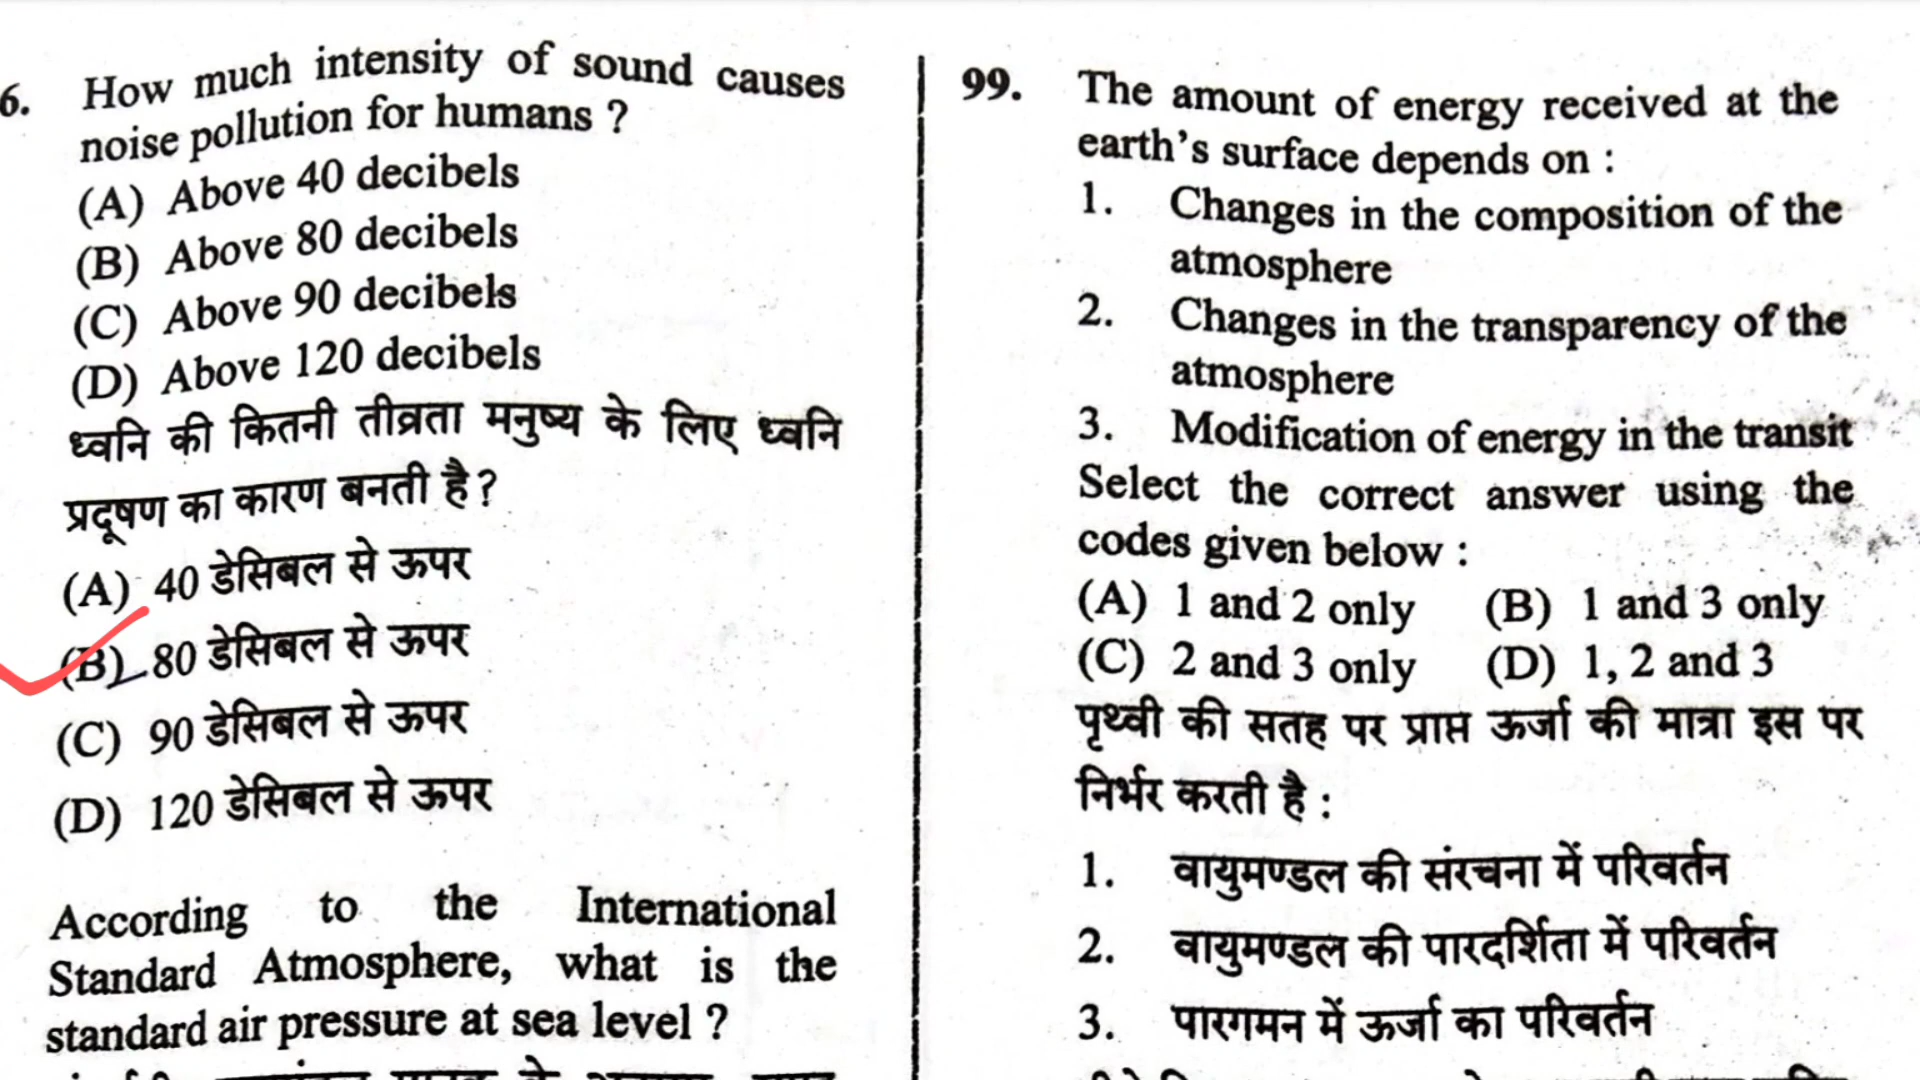 6. How much intensity of sound causes
noise pollution for humans ?
(A) Above 40 decibels
(B) Above 80 decibels
(C) Above 90 decibels
(D) Above 120 decibels
ध्वनि की कितनी तीव्रता मनुष्य के लिए ध्वनि
प्रदूषण का कारण बनती है?
(A) 40 डेसिबल से ऊपर
(B) 80 डेसिबल से ऊपर
(C) 90 डेसिबल से ऊपर
(D) 120 डेसिबल से ऊपर
According to the International
Standard Atmosphere, what is the
standard air pressure at sea level ?
99. The amount of energy received at the
earth's surface depends on :
1. Changes in the composition of the
atmosphere
2. Changes in the transparency of the
atmosphere
3. Modification of energy in the transit
Select the correct answer using the
codes given below :
(A) 1 and 2 only (B) 1 and 3 only
(C) 2 and 3 only (D) 1, 2 and 3
पृथ्वी की सतह पर प्राप्त ऊर्जा की मात्रा इस पर
निर्भर करती है :
1. वायुमण्डल की संरचना में परिवर्तन
2. वायुमण्डल की पारदर्शिता में परिवर्तन
3. पारगमन में ऊर्जा का परिवर्तन